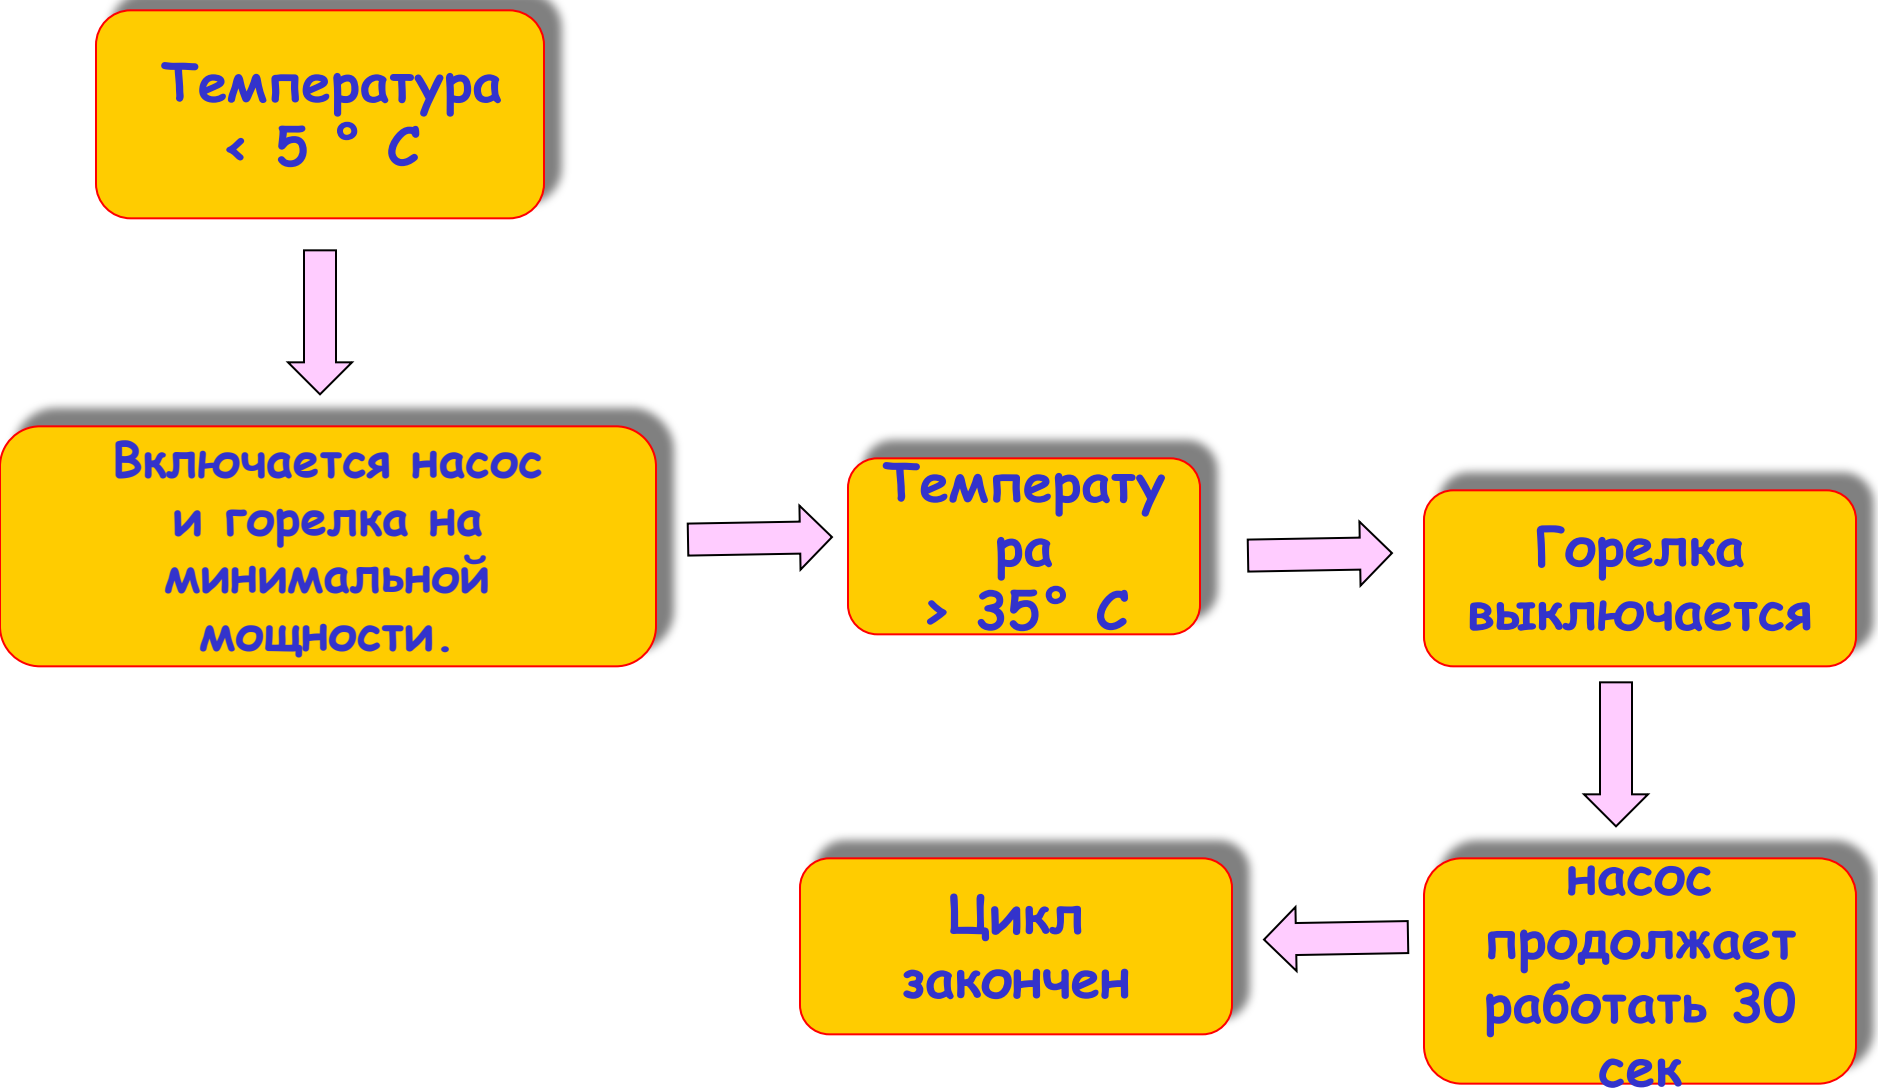 Температура
< 5 ° С
Включается насос
и горелка на
минимальной
мощности.
Температу
ра
> 35° С
Горелка
выключается
насос
продолжает
работать 30
сек
Цикл
закончен